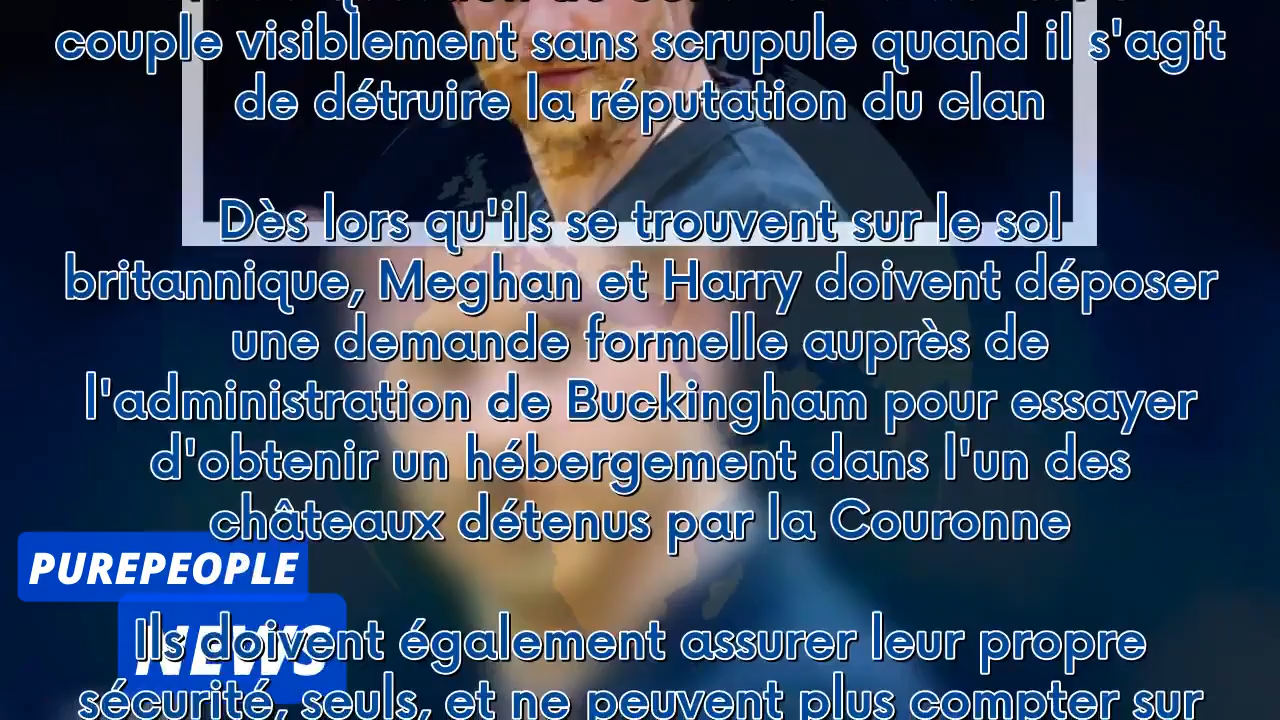 couple visiblement sans scrupule quand il s'agit
de détruire la réputation du clan
Dès lors qu'ils se trouvent sur le sol
britannique, Meghan et Harry doivent déposer
une demande formelle auprès de
l'administration de Buckingham pour essayer
d'obtenir un hébergement dans l'un des
châteaux détenus par la Couronne
PUREPEOPLE
NEWS
Ils doivent également assurer leur propre
sécurité, seuls, et ne peuvent plus compter sur